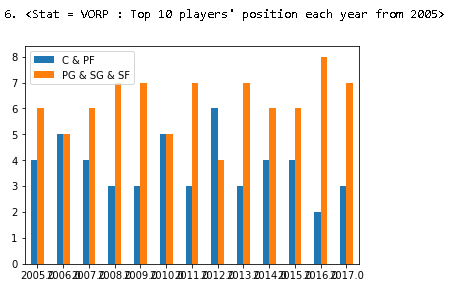 6. <Stat = VORP : Top 10 players' position each year from 2005>
C & PF
PG & SG & SF
8
7
6
5
4
3
2
1
0
2005.0 2006.0 2007.0 2008.0 2009.0 2010.0 2011.0 2012.0 2013.0 2014.0 2015.0 2016.0 2017.0